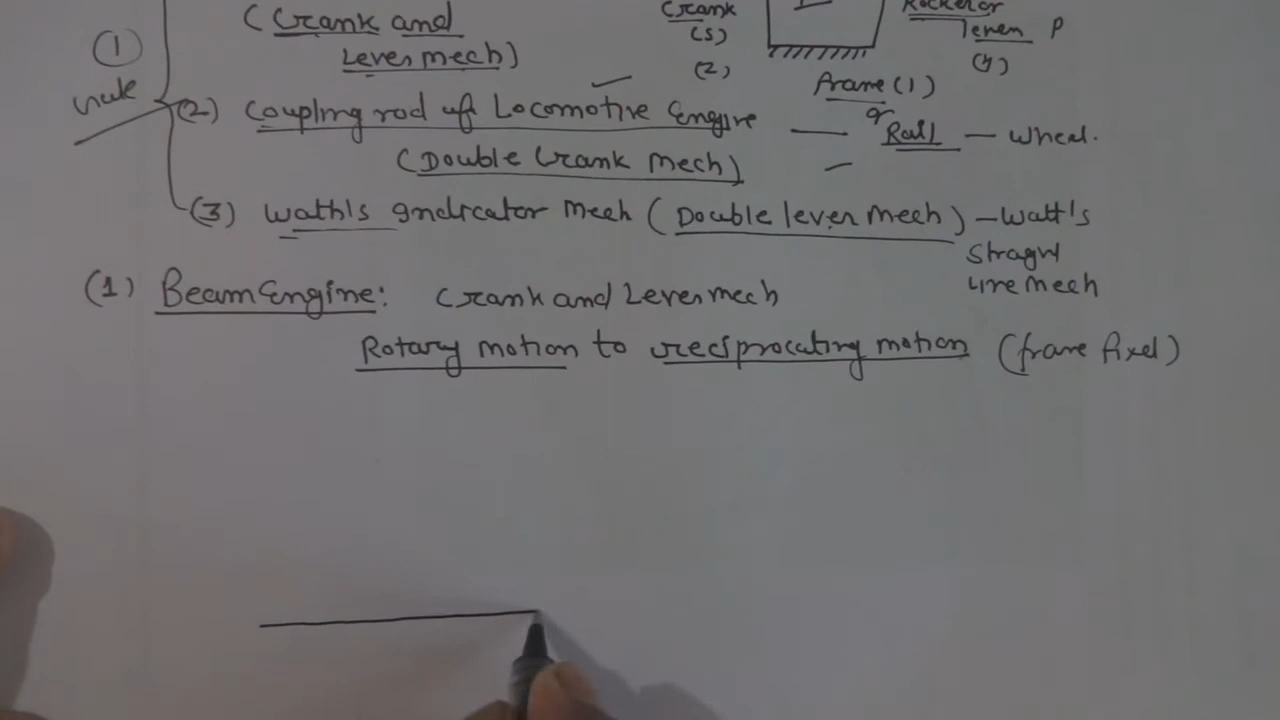 (Crank and
Lever mech)
Crank
(S)
(2)
Rocker or
lever P
(4)
Frame (1)
or
Rail — wheel.
(1)
(2) Coupling rod of Locomotive Engine —
(Double Crank Mech) —
(3) Wath's Indicator Mech (Double lever Mech) – Watt's
Straght
line mech
(1) Beam Engine: Crank and Lever mech
Rotary motion to reciprocating motion (frame fixed)